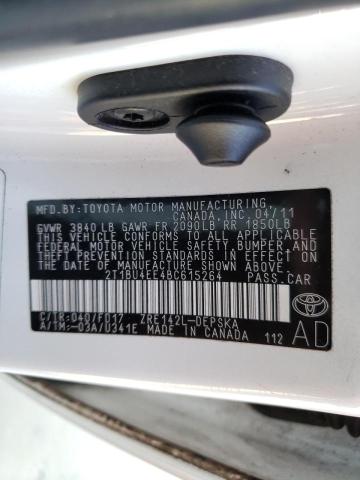 MFD.BY:TOYOTA MOTOR MANUFACTURING,
CANADA, INC. 04/11
GVWR 3840LB GAWR FR 2090LB RR 1850LB
THIS VEHICLE CONFORMS TO ALL APPLICABLE
FEDERAL MOTOR VEHICLE SAFETY, BUMPER, AND
THEFT PREVENTION STANDARDS IN EFFECT ON
THE DATE OF MANUFACTURE SHOWN ABOVE.
2T1BU4EE4BC615264 PASS.CAR
C/TR:040/FD17 ZRE142L-DEPSKA
A/TM:-03A/U341E MADE IN CANADA 112
AD